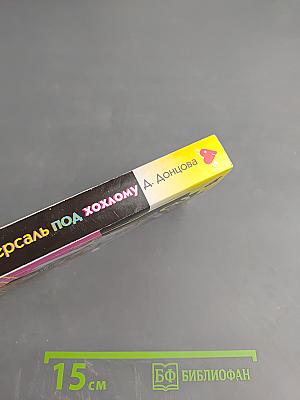 ерсаль под хохлому Д. Донцова
15 см
БФ БИБЛИОФАН